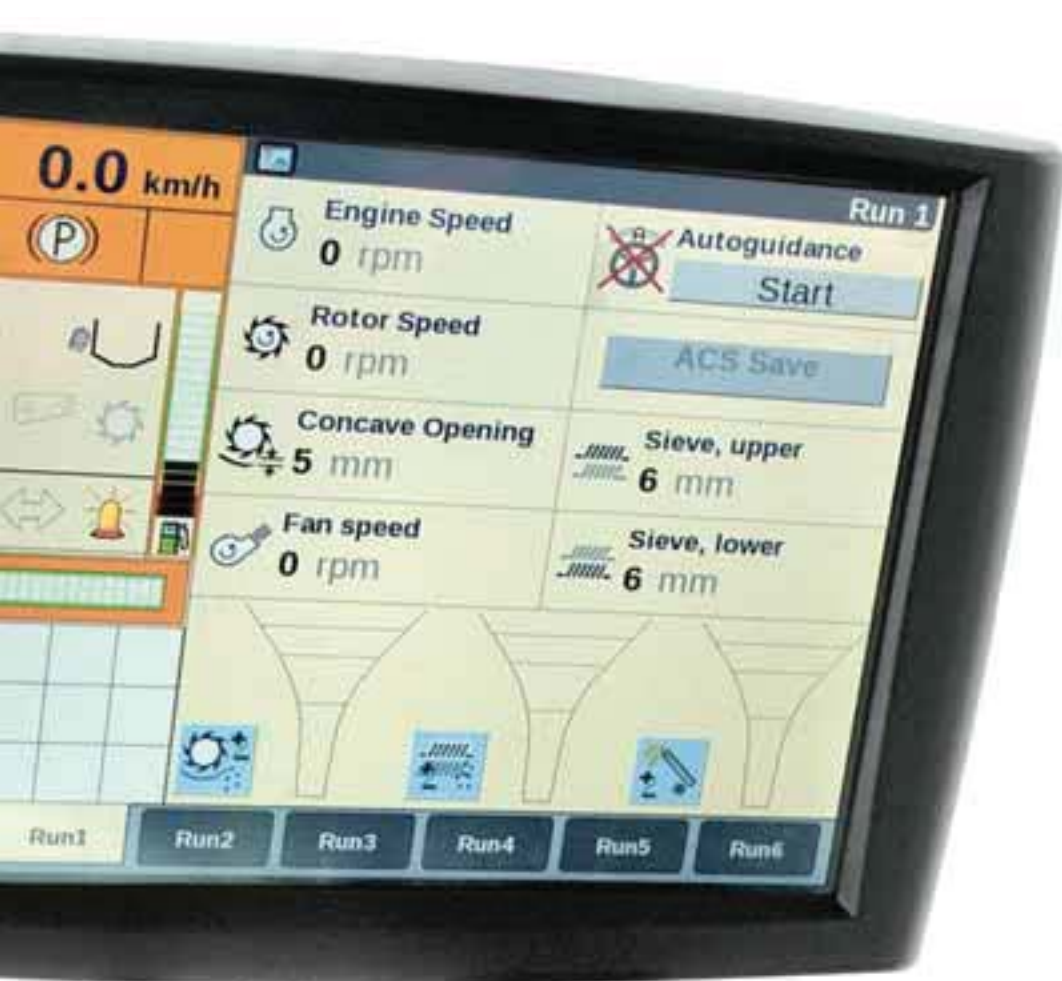 0.0 km/h
(P)
Run 1
Engine Speed
0 rpm
A
Autoguidance
Start
Rotor Speed
0 rpm
ACS Save
Concave Opening
5 mm
Sieve, upper
6 mm
Fan speed
0 rpm
Sieve, lower
6 mm
Run1
Run2
Run3
Run4
Run5
Run6